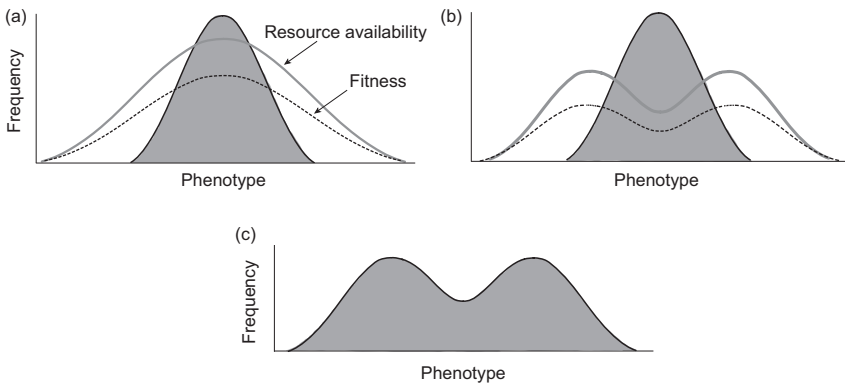 (a)
Resource availability
Fitness
Frequency
Phenotype
(b)
Phenotype
(c)
Frequency
Phenotype